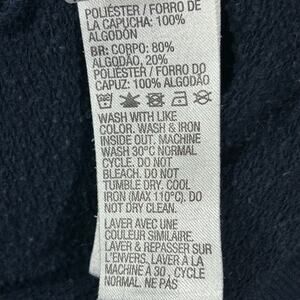 POLIÉSTER / FORRO DE
LA CAPUCHA: 100%
ALGODÓN
BR: CORPO: 80%
ALGODÃO, 20%
POLIÉSTER / FORRO DO
CAPUZ: 100% ALGODÃO
WASH WITH LIKE
COLOR. WASH & IRON
INSIDE OUT. MACHINE
WASH 30°C NORMAL
CYCLE. DO NOT
BLEACH. DO NOT
TUMBLE DRY. COOL
IRON (MAX 110°C). DO
NOT DRY CLEAN.
LAVER AVEC UNE
COULEUR SIMILAIRE.
LAVER & REPASSER SUR
L'ENVERS. LAVER À LA
MACHINE À 30°, CYCLE
NORMAL. NE PAS